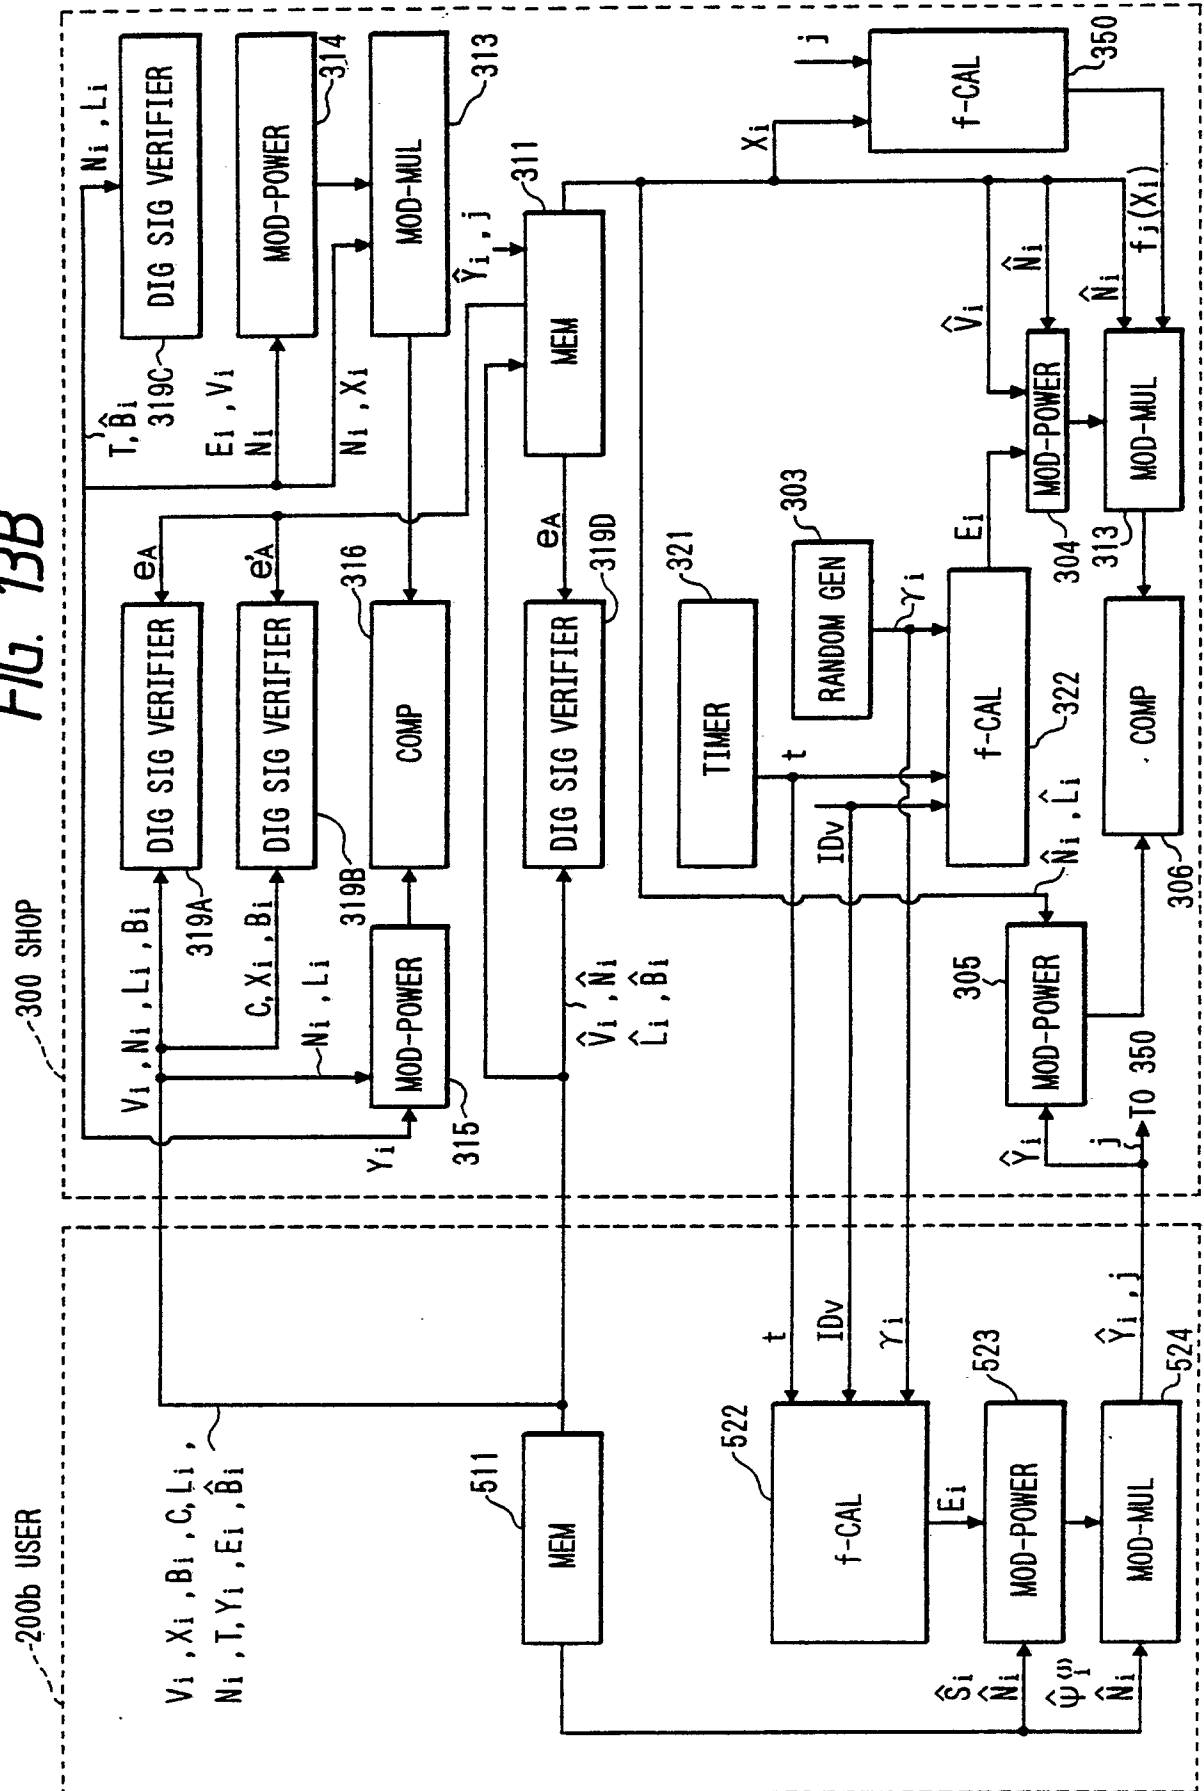 FIG. 13B
200b USER
300 SHOP
Vi , Xi , Bi , C, Li ,
Ni , T, Yi , Ei , B̂i
MEM
511
Ŝi
N̂i
ψ̂i(j)
N̂i
f-CAL
522
Ei
MOD-POWER
523
MOD-MUL
524
t
IDv
γi
Ŷi , j
Vi , Ni , Li , Bi
C, Xi , Bi
Ni , Li
Yi
DIG SIG VERIFIER
319A
eA
DIG SIG VERIFIER
319B
e'A
COMP
316
MOD-POWER
315
T, B̂i
Ni , Li
DIG SIG VERIFIER
319C
Ei , Vi
Ni
MOD-POWER
314
Ni , Xi
MOD-MUL
313
V̂i , N̂i
L̂i , B̂i
DIG SIG VERIFIER
319D
eA
MEM
311
Ŷi , j
TIMER
321
t
RANDOM GEN
303
γi
IDv
f-CAL
322
Ei
N̂i , L̂i
MOD-POWER
305
Ŷi
j
TO 350
COMP
306
Xi
j
f-CAL
350
V̂i
N̂i
MOD-POWER
304
N̂i
fj(Xi)
MOD-MUL
313